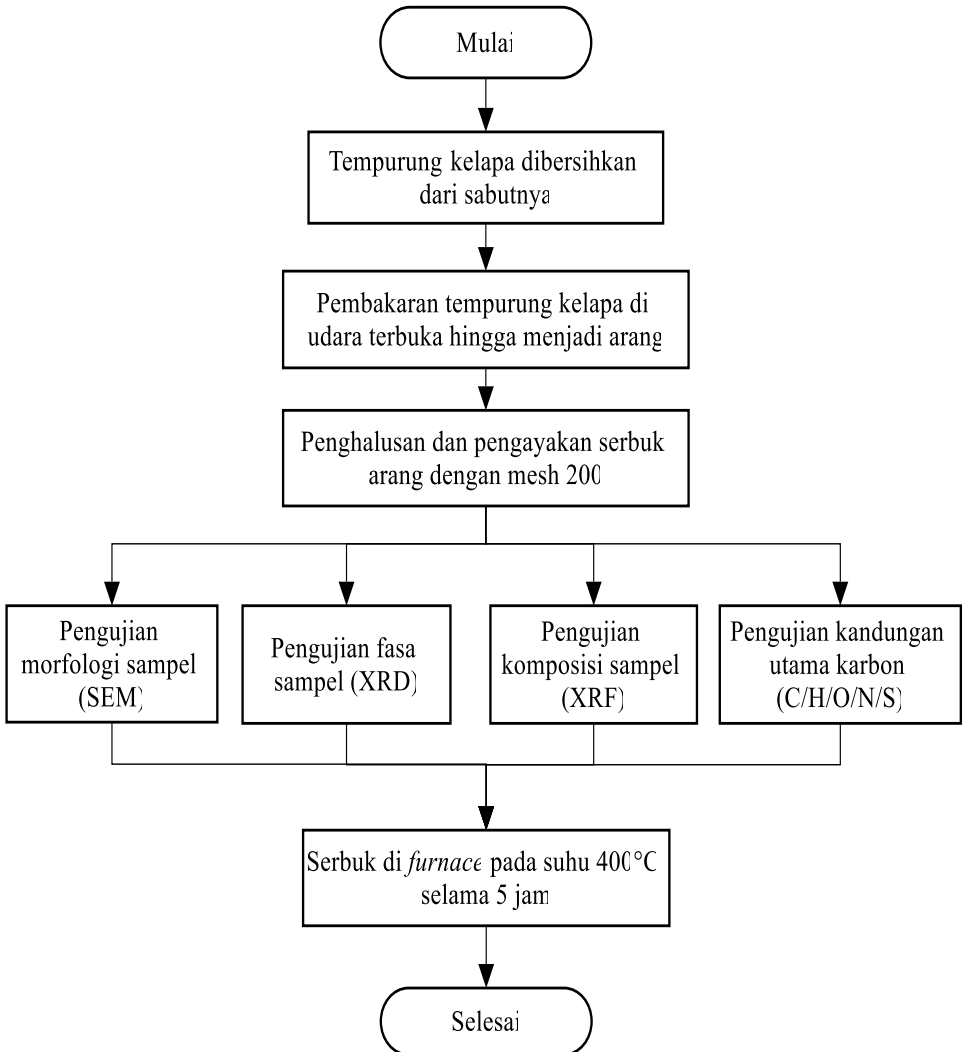 Mulai
Tempurung kelapa dibersihkan
dari sabutnya
Pembakaran tempurung kelapa di
udara terbuka hingga menjadi arang
Penghalusan dan pengayakan serbuk
arang dengan mesh 200
Pengujian
morfologi sampel
(SEM)
Pengujian fasa
sampel (XRD)
Pengujian
komposisi sampel
(XRF)
Pengujian kandungan
utama karbon
(C/H/O/N/S)
Serbuk di furnace pada suhu 400°C
selama 5 jam
Selesai